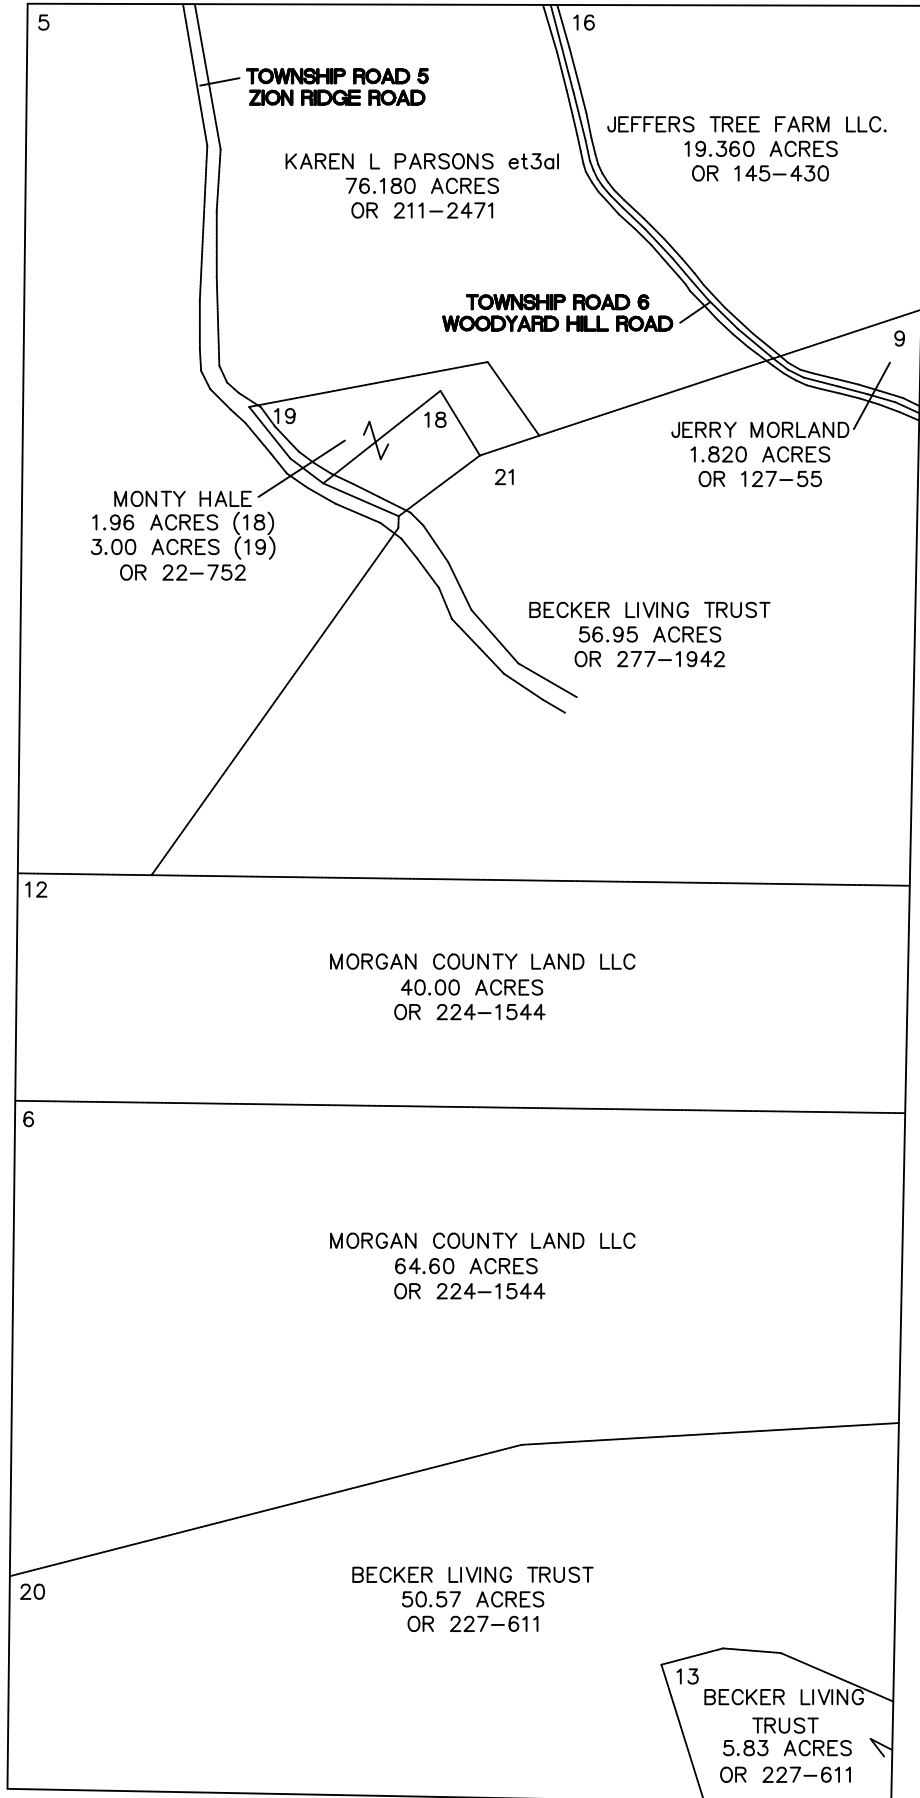 5
16
TOWNSHIP ROAD 5
ZION RIDGE ROAD
JEFFERS TREE FARM LLC.
19.360 ACRES
OR 145-430
KAREN L PARSONS et3al
76.180 ACRES
OR 211-2471
TOWNSHIP ROAD 6
WOODYARD HILL ROAD
9
19
18
JERRY MORLAND
1.820 ACRES
OR 127-55
21
MONTY HALE
1.96 ACRES (18)
3.00 ACRES (19)
OR 22-752
BECKER LIVING TRUST
56.95 ACRES
OR 277-1942
12
MORGAN COUNTY LAND LLC
40.00 ACRES
OR 224-1544
6
MORGAN COUNTY LAND LLC
64.60 ACRES
OR 224-1544
20
BECKER LIVING TRUST
50.57 ACRES
OR 227-611
13
BECKER LIVING
TRUST
5.83 ACRES
OR 227-611